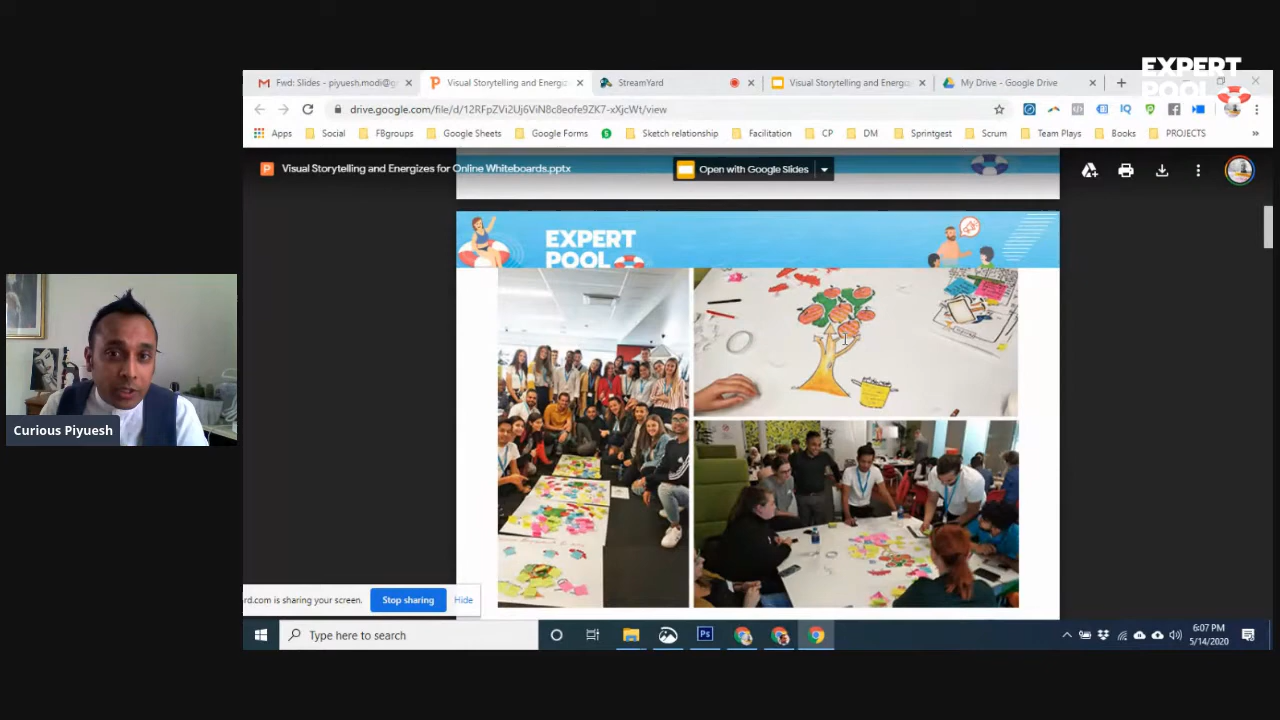 EXPERT
POOL
Fwd: Slides - piyuesh.modi@g
Visual Storytelling and Energiz
StreamYard
Visual Storytelling and Energiz
My Drive - Google Drive
drive.google.com/file/d/12RFpZVi2Uj6ViN8c8eofe9ZK7-xXjcWt/view
Apps
Social
FBgroups
Google Sheets
Google Forms
Sketch relationship
Facilitation
CP
DM
Sprintgest
Scrum
Team Plays
Books
PROJECTS
Visual Storytelling and Energizes for Online Whiteboards.pptx
Open with Google Slides
EXPERT
POOL
Curious Piyuesh
rd.com is sharing your screen.
Stop sharing
Hide
Type here to search
Ps
6:07 PM
5/14/2020